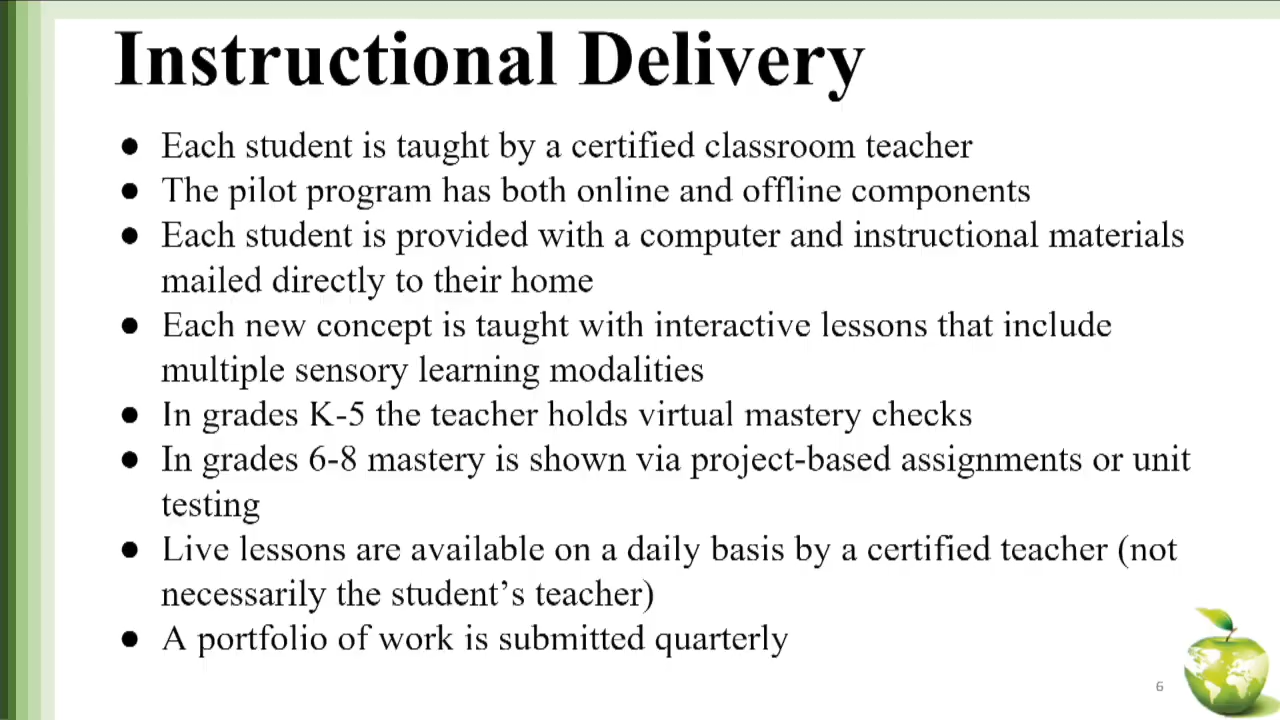 Instructional Delivery
● Each student is taught by a certified classroom teacher
● The pilot program has both online and offline components
● Each student is provided with a computer and instructional materials
mailed directly to their home
● Each new concept is taught with interactive lessons that include
multiple sensory learning modalities
● In grades K-5 the teacher holds virtual mastery checks
● In grades 6-8 mastery is shown via project-based assignments or unit
testing
● Live lessons are available on a daily basis by a certified teacher (not
necessarily the student’s teacher)
● A portfolio of work is submitted quarterly
6